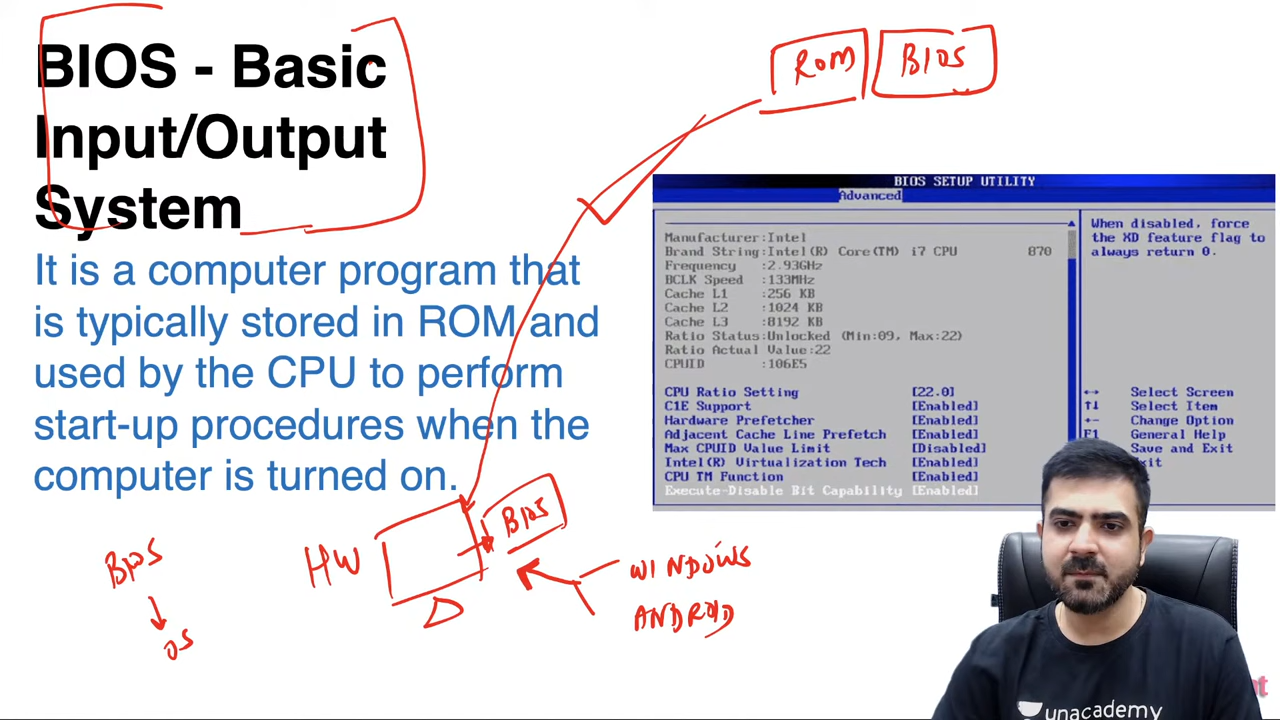 BIOS - Basic
Input/Output
System
It is a computer program that
is typically stored in ROM and
used by the CPU to perform
start-up procedures when the
computer is turned on.
ROM BIOS
BIOS SETUP UTILITY
Advanced
Manufacturer:Intel
Brand String:Intel(R) Core(TM) i7 CPU 870
Frequency :2.93GHz
BCLK Speed :133MHz
Cache L1 :256 KB
Cache L2 :1024 KB
Cache L3 :8192 KB
Ratio Status:Unlocked (Min:09, Max:22)
Ratio Actual Value:22
CPUID :106E5
CPU Ratio Setting [22.0]
C1E Support [Enabled]
Hardware Prefetcher [Enabled]
Adjacent Cache Line Prefetch [Enabled]
Max CPUID Value Limit [Disabled]
Intel(R) Virtualization Tech [Enabled]
CPU TM Function [Enabled]
Execute-Disable Bit Capability [Enabled]
When disabled, force
the XD feature flag to
always return 0.
↔ Select Screen
↑↓ Select Item
+- Change Option
F1 General Help
Save and Exit
BIOS
OS
HW
BIOS
WINDOWS
ANDROID
unacademy